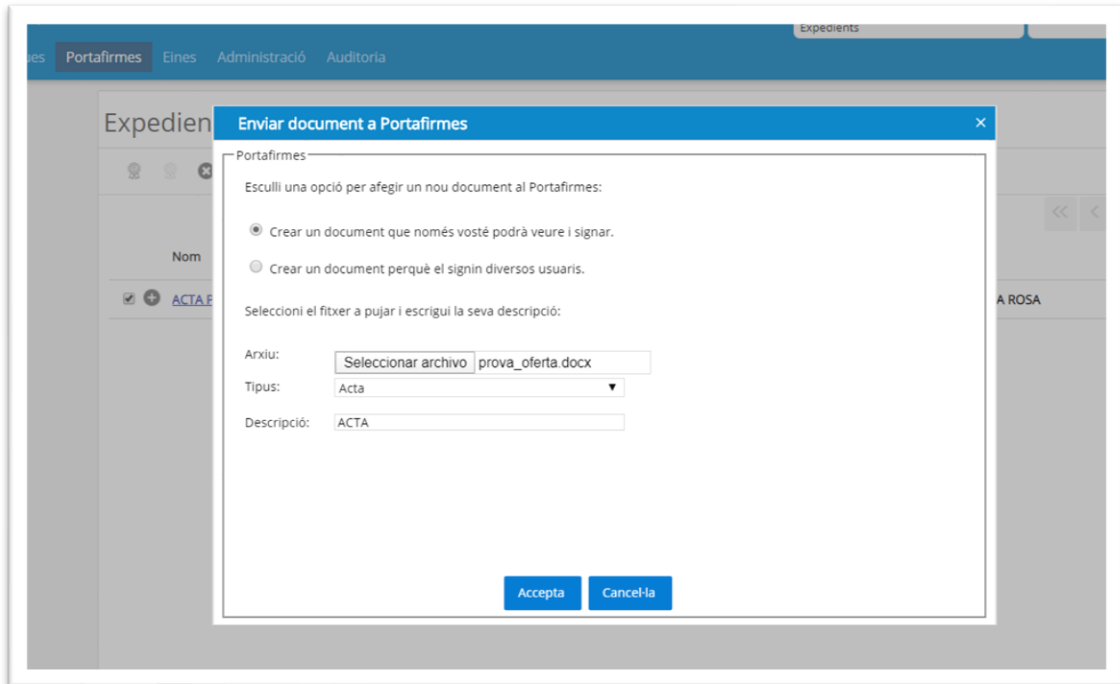 Expedients
ues Portafirmes Eines Administració Auditoria
Expedien
Enviar document a Portafirmes ×
Portafirmes
Esculli una opció per afegir un nou document al Portafirmes:
Crear un document que només vosté podrà veure i signar.
Crear un document perquè el signin diversos usuaris.
Nom
ACTA F
A ROSA
Seleccioni el fitxer a pujar i escrigui la seva descripció:
Arxiu: Seleccionar archivo prova_oferta.docx
Tipus: Acta
Descripció: ACTA
Accepta Cancel·la